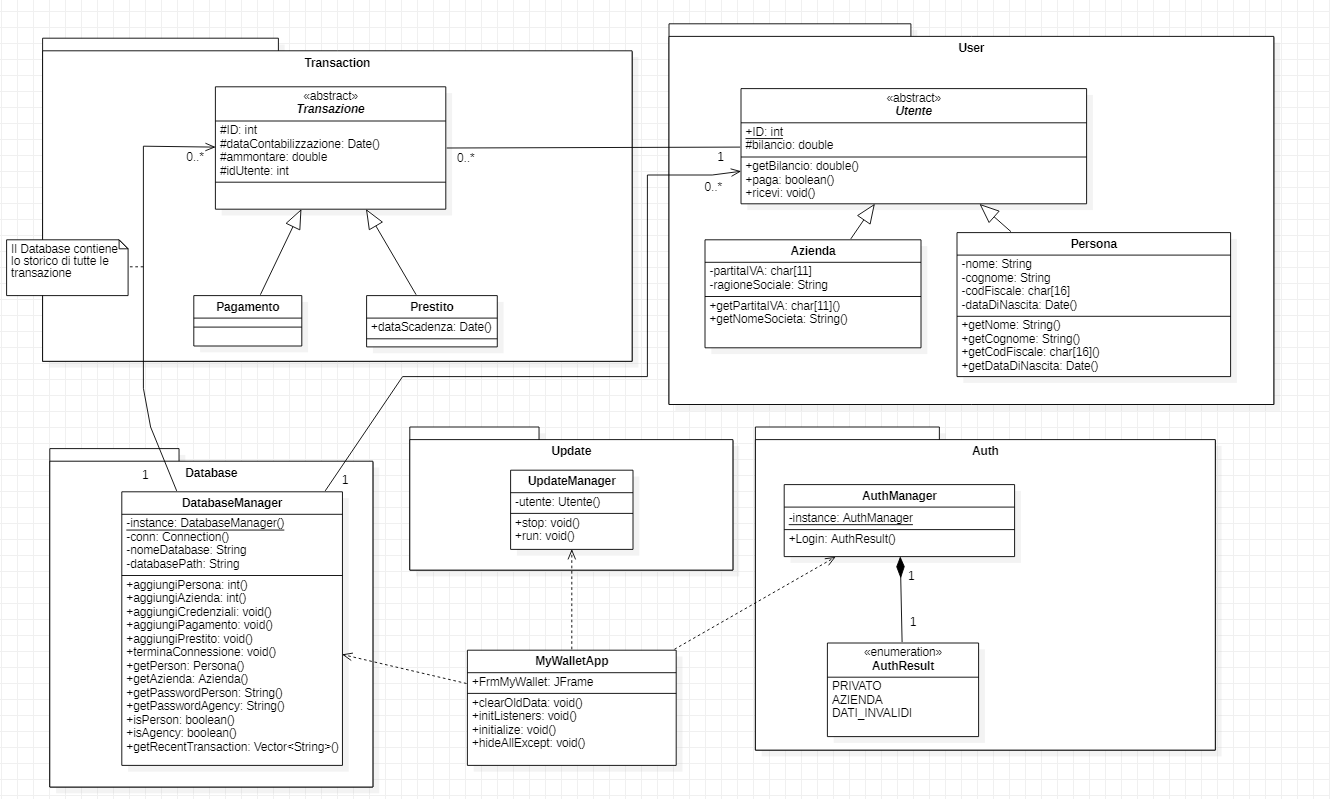 Transaction
«abstract»
Transazione
#ID: int
#dataContabilizzazione: Date()
#ammontare: double
#idUtente: int
0..*
0..*
Il Database contiene
lo storico di tutte le
transazione
Pagamento
Prestito
+dataScadenza: Date()
User
«abstract»
Utente
+ID: int
#bilancio: double
+getBilancio: double()
+paga: boolean()
+ricevi: void()
1
0..*
Azienda
-partitaIVA: char[11]
-ragioneSociale: String
+getPartitaIVA: char[11]()
+getNomeSocieta: String()
Persona
-nome: String
-cognome: String
-codFiscale: char[16]
-dataDiNascita: Date()
+getNome: String()
+getCognome: String()
+getCodFiscale: char[16]()
+getDataDiNascita: Date()
Database
1
1
DatabaseManager
-instance: DatabaseManager()
-conn: Connection()
-nomeDatabase: String
-databasePath: String
+aggiungiPersona: int()
+aggiungiAzienda: int()
+aggiungiCredenziali: void()
+aggiungiPagamento: void()
+aggiungiPrestito: void()
+terminaConnessione: void()
+getPerson: Persona()
+getAzienda: Azienda()
+getPasswordPerson: String()
+getPasswordAgency: String()
+isPerson: boolean()
+isAgency: boolean()
+getRecentTransaction: Vector<String>()
Update
UpdateManager
-utente: Utente()
+stop: void()
+run: void()
MyWalletApp
+FrmMyWallet: JFrame
+clearOldData: void()
+initListeners: void()
+initialize: void()
+hideAllExcept: void()
Auth
AuthManager
-instance: AuthManager
+Login: AuthResult()
1
1
«enumeration»
AuthResult
PRIVATO
AZIENDA
DATI_INVALIDI